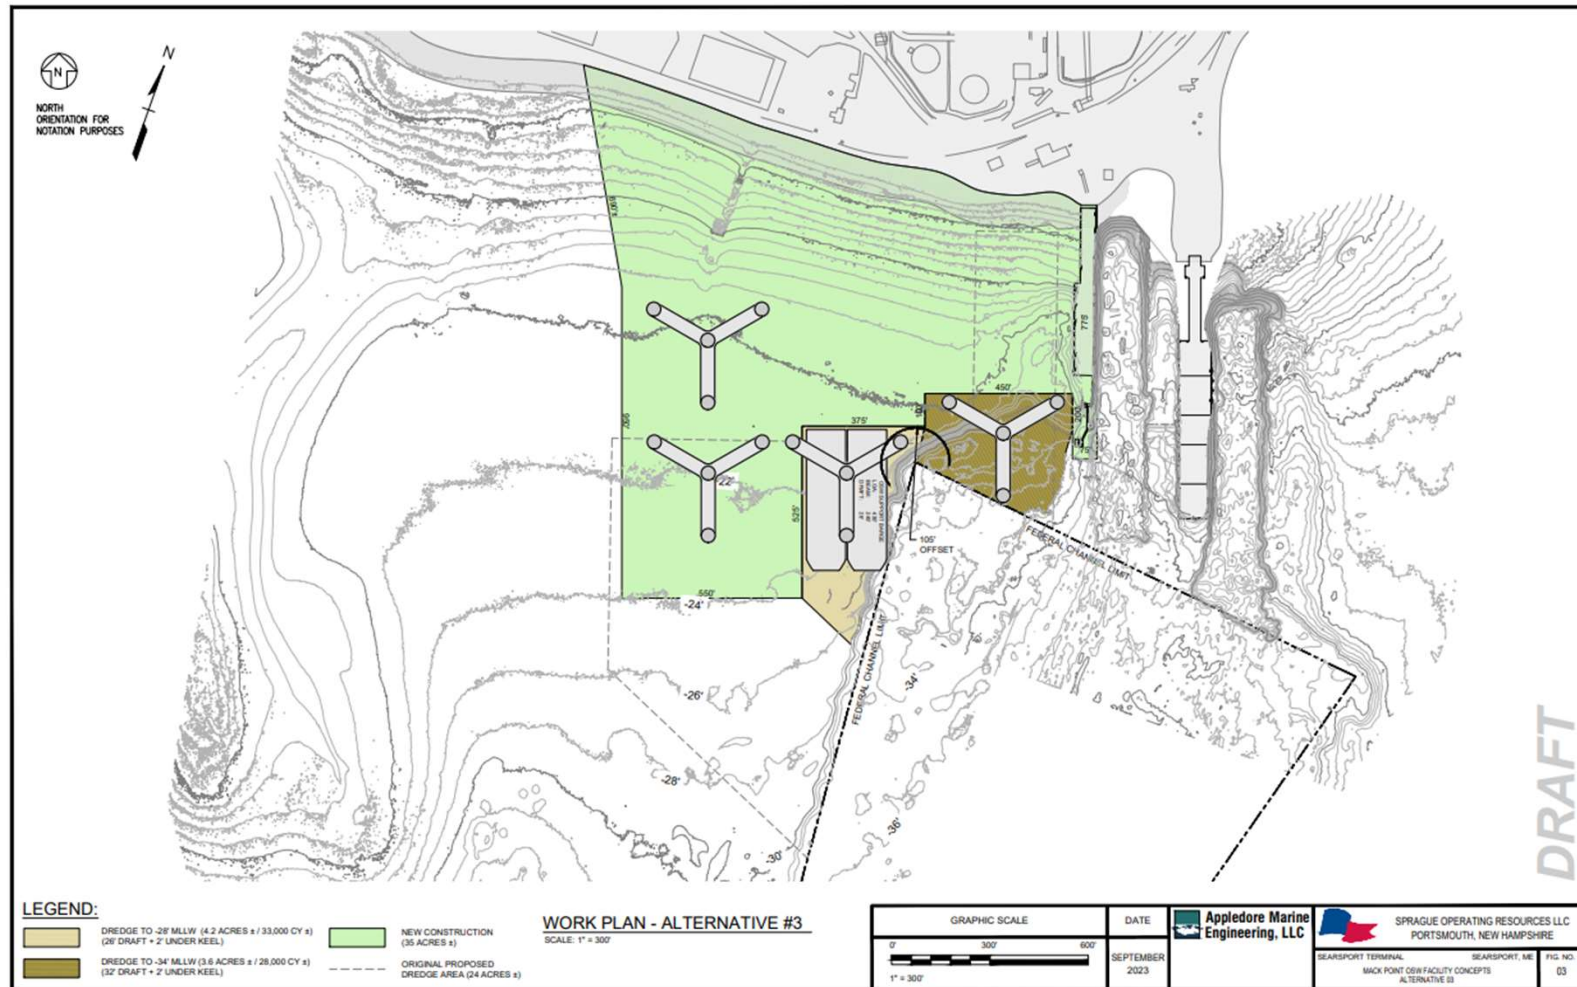 N
N
NORTH
ORIENTATION FOR
NOTATION PURPOSES
775'
450'
100'
200'
75'
997'
375'
-22'
525'
105'
OFFSET
FEDERAL CHANNEL LIMIT
550'
-24'
FEDERAL CHANNEL LIMIT
-34'
-26'
-28'
-36'
-30'
DRAFT
LEGEND:
DREDGE TO -28' MLLW (4.2 ACRES ± / 33,000 CY ±)
(26' DRAFT + 2' UNDER KEEL)
DREDGE TO -34' MLLW (3.6 ACRES ± / 28,000 CY ±)
(32' DRAFT + 2' UNDER KEEL)
NEW CONSTRUCTION
(35 ACRES ±)
ORIGINAL PROPOSED
DREDGE AREA (24 ACRES ±)
WORK PLAN - ALTERNATIVE #3
SCALE: 1" = 300'
GRAPHIC SCALE
0' 300' 600'
1" = 300'
DATE
SEPTEMBER
2023
Appledore Marine
Engineering, LLC
SPRAGUE OPERATING RESOURCES LLC
PORTSMOUTH, NEW HAMPSHIRE
SEARSPORT TERMINAL SEARSPORT, ME
MACK POINT OSW FACILITY CONCEPTS
ALTERNATIVE 03
FIG. NO.
03